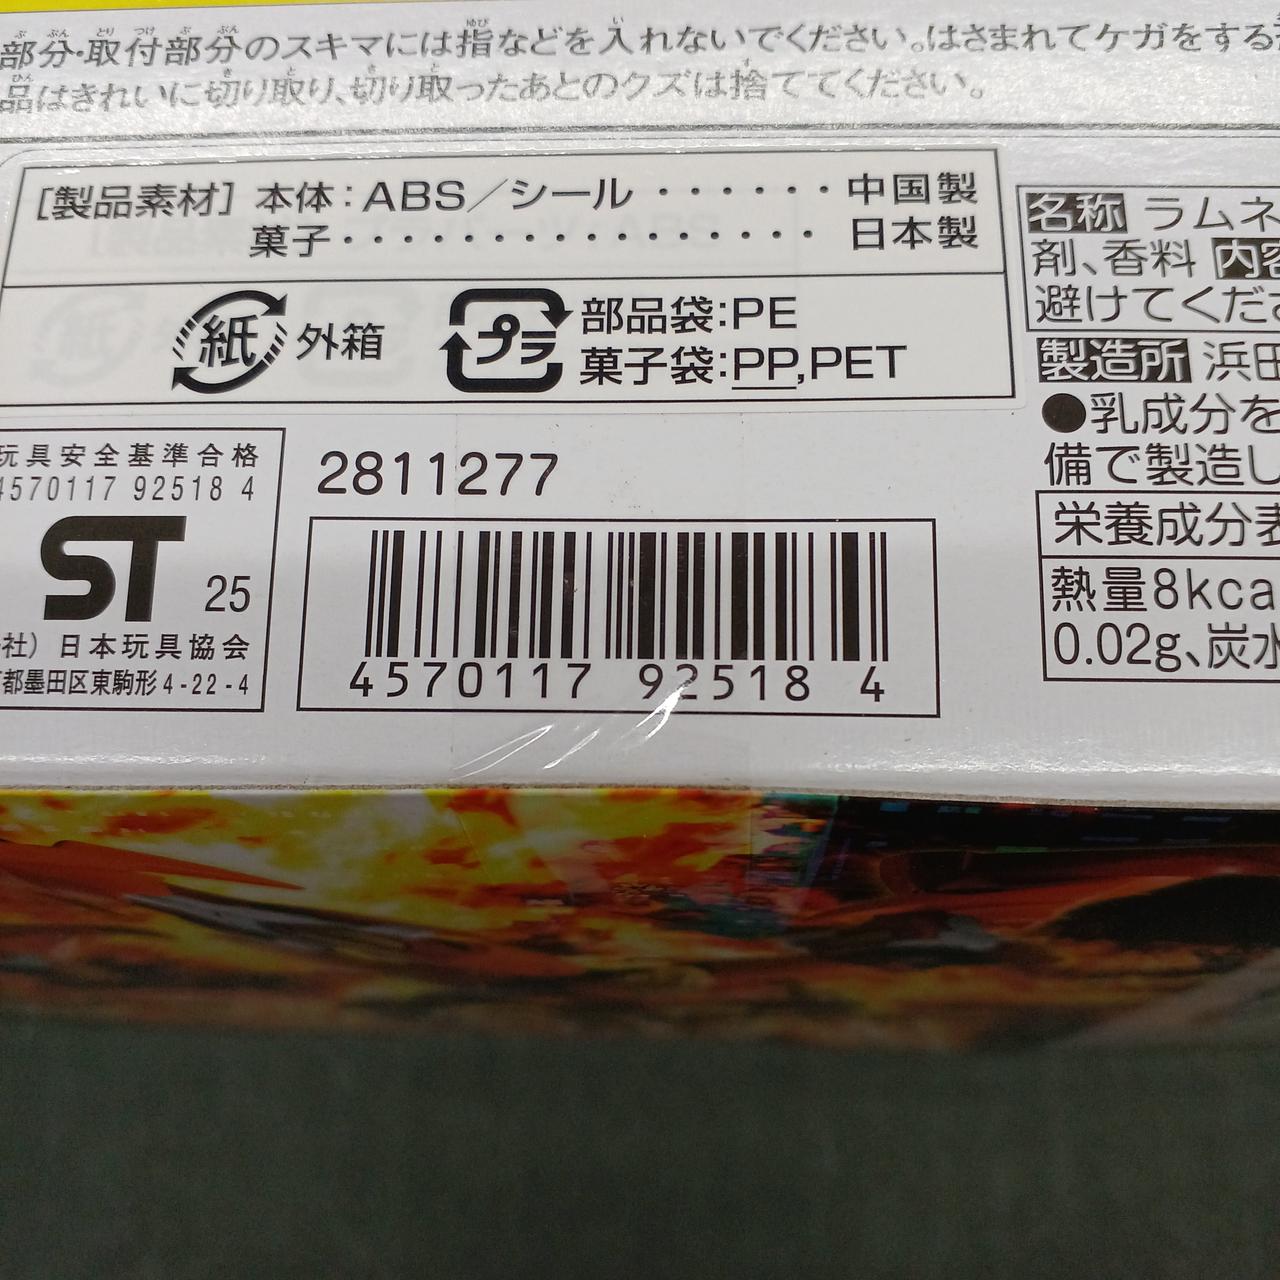 部分・取付部分のスキマには指などを入れないでください。はさまれてケガをする
品はきれいに切り取り、切り取ったあとのクズは捨ててください。
[製品素材] 本体：ABS／シール・・・・・・中国製
菓子・・・・・・・・・・・・・・・・日本製
紙 外箱
プラ 部品袋：PE
菓子袋：PP,PET
玩具安全基準合格
4570117 92518 4
ST 25
社）日本玩具協会
都墨田区東駒形4-22-4
2811277
4570117 92518 4
名称 ラムネ
剤、香料 内容
避けてくださ
製造所 浜田
●乳成分を
備で製造し
栄養成分表
熱量8kca
0.02g、炭水